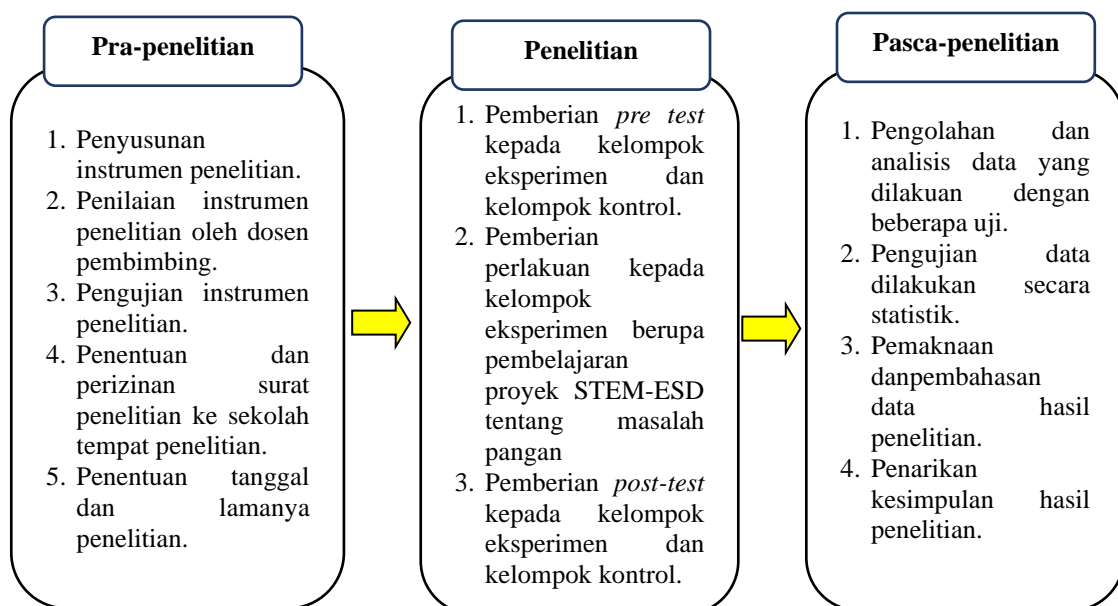 Pra-penelitian
1. Penyusunan
instrumen penelitian.
2. Penilaian instrumen
penelitian oleh dosen
pembimbing.
3. Pengujian instrumen
penelitian.
4. Penentuan dan
perizinan surat
penelitian ke sekolah
tempat penelitian.
5. Penentuan tanggal
dan lamanya
penelitian.
Penelitian
1. Pemberian pre test
kepada kelompok
eksperimen dan
kelompok kontrol.
2. Pemberian
perlakuan kepada
kelompok
eksperimen berupa
pembelajaran
proyek STEM-ESD
tentang masalah
pangan
3. Pemberian post-test
kepada kelompok
eksperimen dan
kelompok kontrol.
Pasca-penelitian
1. Pengolahan dan
analisis data yang
dilakuan dengan
beberapa uji.
2. Pengujian data
dilakukan secara
statistik.
3. Pemaknaan
danpembahasan
data hasil
penelitian.
4. Penarikan
kesimpulan hasil
penelitian.